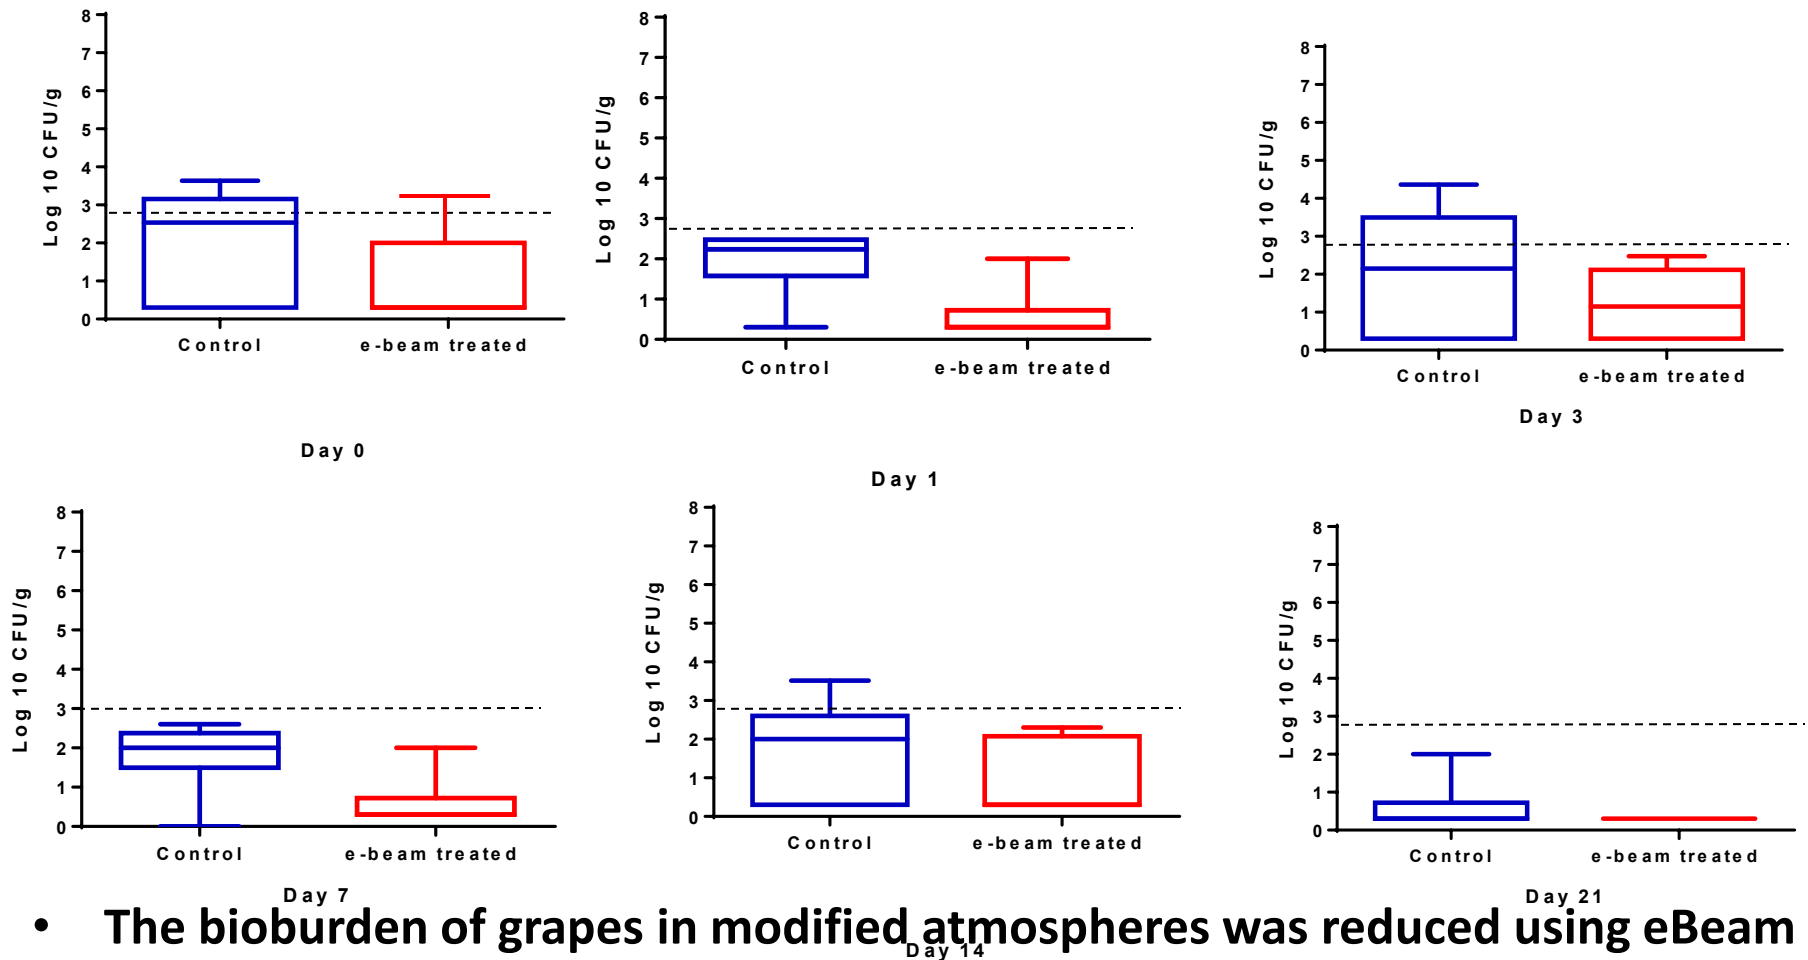 8
7
6
5
4
3
2
1
0
Log 10 CFU/g
Control e-beam treated
Day 0
8
7
6
5
4
3
2
1
0
Log 10 CFU/g
Control e-beam treated
Day 1
8
7
6
5
4
3
2
1
0
Log 10 CFU/g
Control e-beam treated
Day 3
8
7
6
5
4
3
2
1
0
Log 10 CFU/g
Control e-beam treated
Day 7
8
7
6
5
4
3
2
1
0
Log 10 CFU/g
Control e-beam treated
Day 14
8
7
6
5
4
3
2
1
0
Log 10 CFU/g
Control e-beam treated
Day 21
• The bioburden of grapes in modified atmospheres was reduced using eBeam